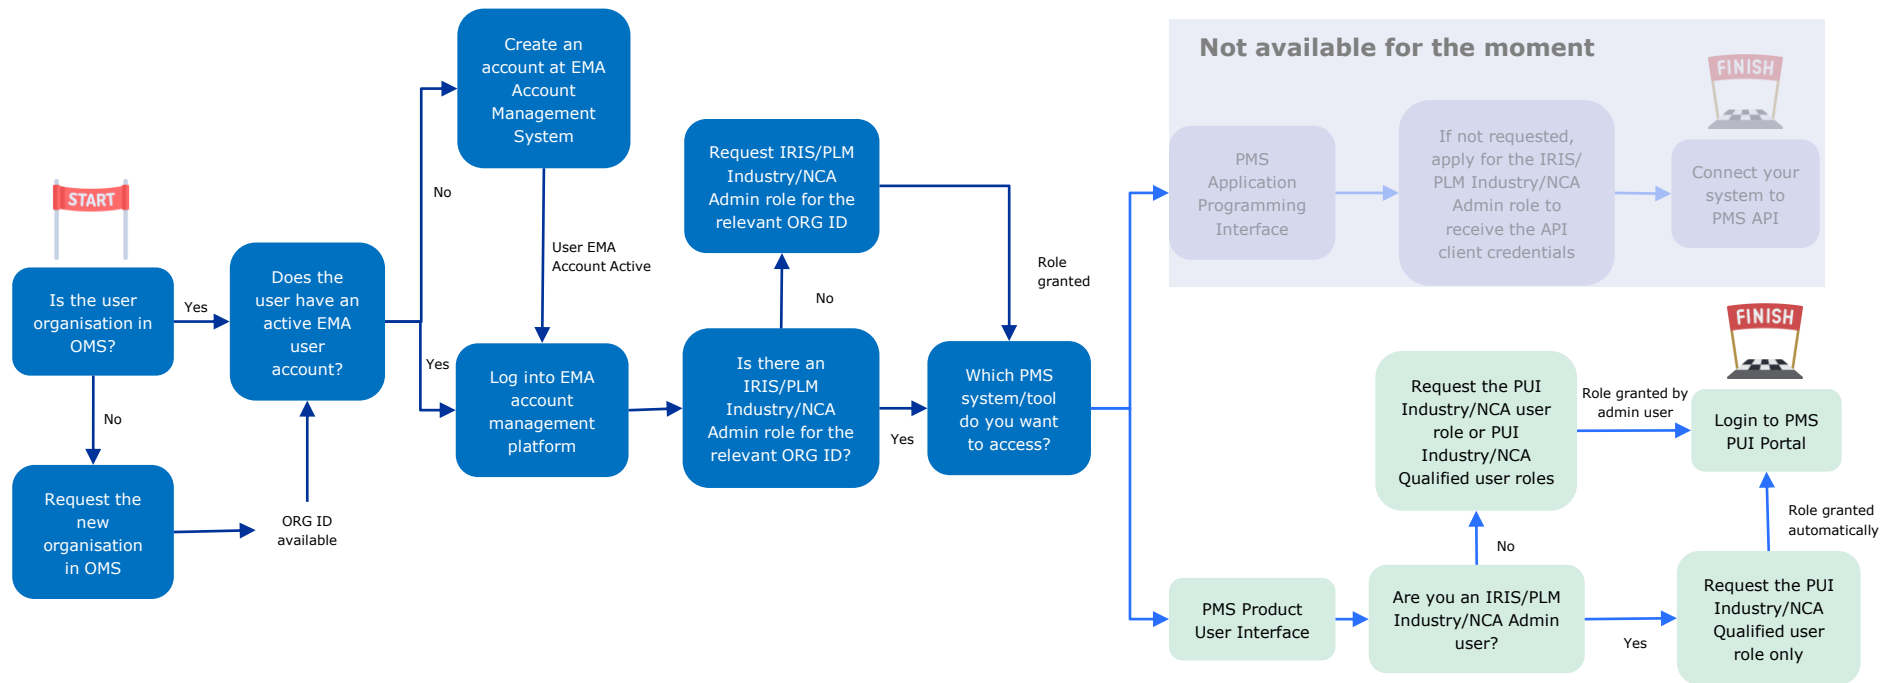 START
Is the user
organisation in
OMS?
Yes
No
Request the
new
organisation
in OMS
ORG ID
available
Does the
user have an
active EMA
user
account?
No
Yes
Create an
account at EMA
Account
Management
System
User EMA
Account Active
Log into EMA
account
management
platform
Request IRIS/PLM
Industry/NCA
Admin role for the
relevant ORG ID
No
Is there an
IRIS/PLM
Industry/NCA
Admin role for the
relevant ORG ID?
Yes
Role
granted
Which PMS
system/tool
do you want
to access?
Not available for the moment
PMS
Application
Programming
Interface
If not requested,
apply for the IRIS/
PLM Industry/NCA
Admin role to
receive the API
client credentials
FINISH
Connect your
system to
PMS API
PMS Product
User Interface
Are you an IRIS/PLM
Industry/NCA Admin
user?
No
Yes
Request the PUI
Industry/NCA user
role or PUI
Industry/NCA
Qualified user roles
Role granted by
admin user
Request the PUI
Industry/NCA
Qualified user
role only
Role granted
automatically
FINISH
Login to PMS
PUI Portal